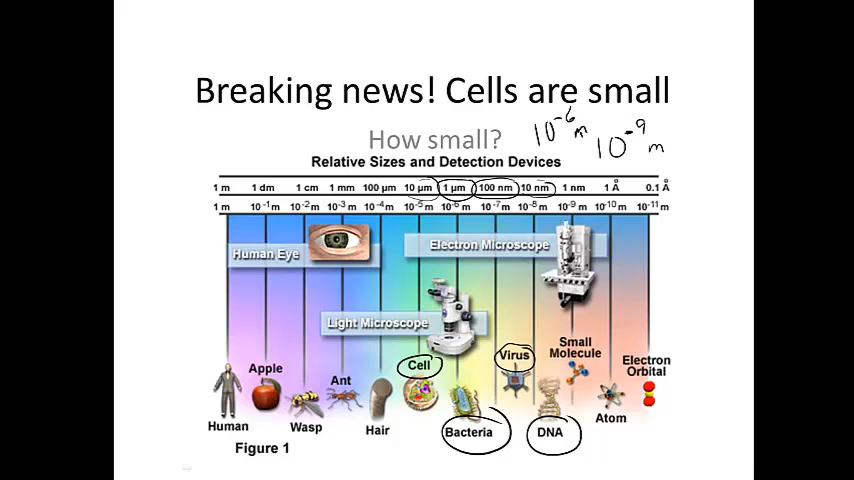 Breaking news! Cells are small
How small?
10⁻⁶ m 10⁻⁹ m
Relative Sizes and Detection Devices
1 m 1 dm 1 cm 1 mm 100 µm 10 µm 1 µm 100 nm 10 nm 1 nm 1 Å 0.1 Å
1 m 10⁻¹ m 10⁻² m 10⁻³ m 10⁻⁴ m 10⁻⁵ m 10⁻⁶ m 10⁻⁷ m 10⁻⁸ m 10⁻⁹ m 10⁻¹⁰ m 10⁻¹¹ m
Human Eye
Electron Microscope
Light Microscope
Human
Apple
Wasp
Ant
Hair
Cell
Bacteria
Virus
DNA
Small
Molecule
Atom
Electron
Orbital
Figure 1